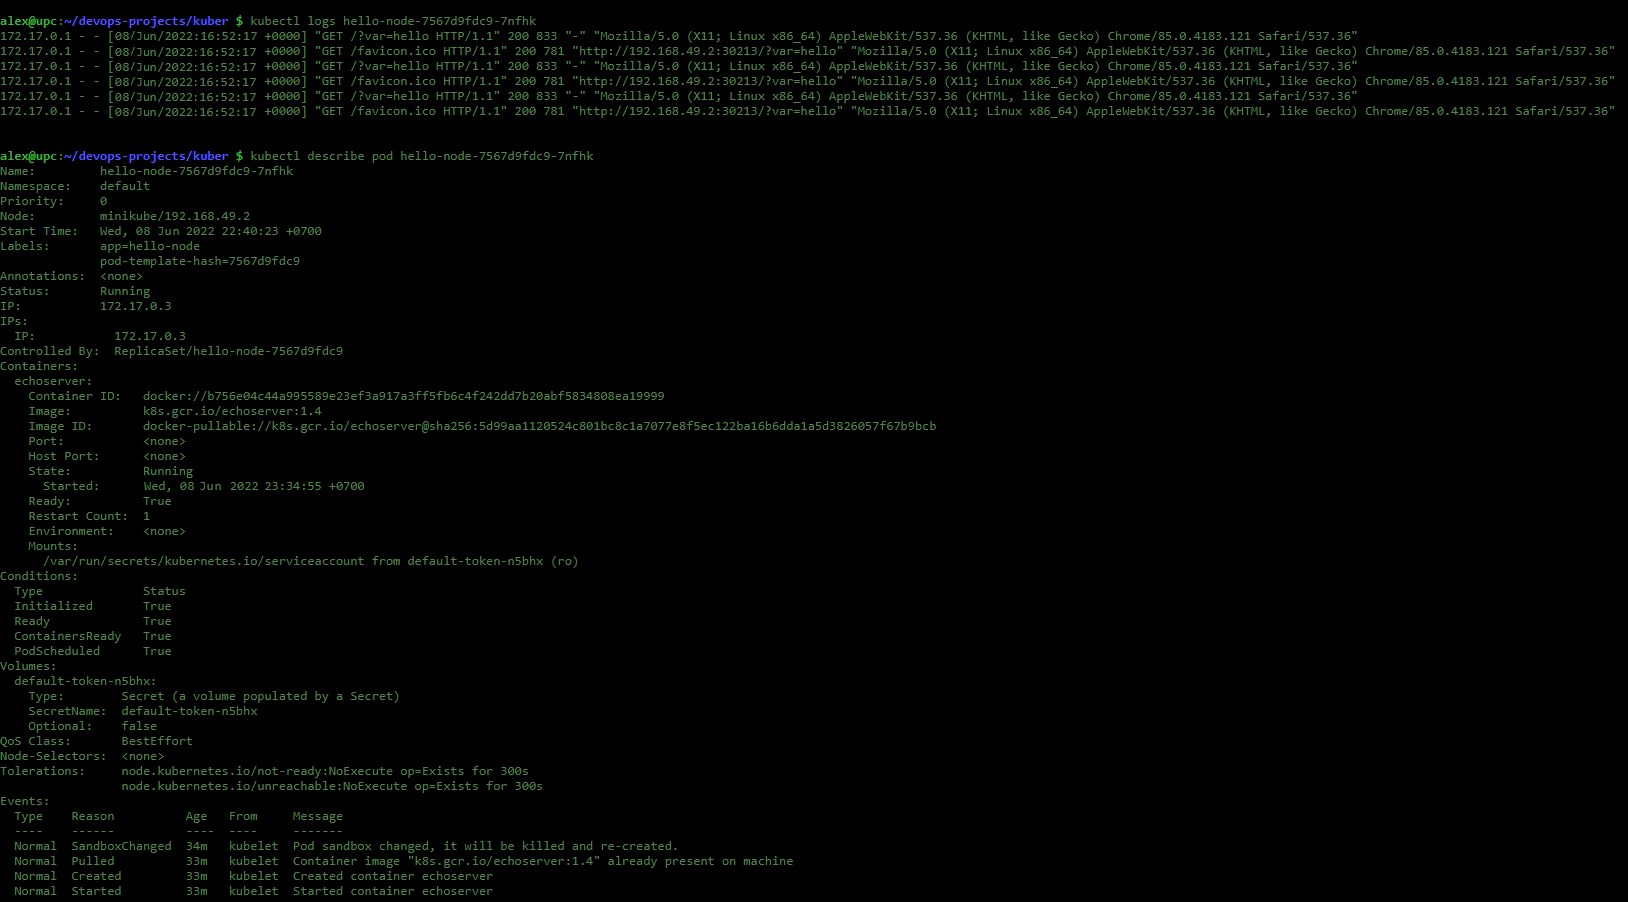 alex@upc:~/devops-projects/kuber $ kubectl logs hello-node-7567d9fdc9-7nfhk
172.17.0.1 - - [08/Jun/2022:16:52:17 +0000] "GET /?var=hello HTTP/1.1" 200 833 "-" "Mozilla/5.0 (X11; Linux x86_64) AppleWebKit/537.36 (KHTML, like Gecko) Chrome/85.0.4183.121 Safari/537.36"
172.17.0.1 - - [08/Jun/2022:16:52:17 +0000] "GET /favicon.ico HTTP/1.1" 200 781 "http://192.168.49.2:30213/?var=hello" "Mozilla/5.0 (X11; Linux x86_64) AppleWebKit/537.36 (KHTML, like Gecko) Chrome/85.0.4183.121 Safari/537.36"
172.17.0.1 - - [08/Jun/2022:16:52:17 +0000] "GET /?var=hello HTTP/1.1" 200 833 "-" "Mozilla/5.0 (X11; Linux x86_64) AppleWebKit/537.36 (KHTML, like Gecko) Chrome/85.0.4183.121 Safari/537.36"
172.17.0.1 - - [08/Jun/2022:16:52:17 +0000] "GET /favicon.ico HTTP/1.1" 200 781 "http://192.168.49.2:30213/?var=hello" "Mozilla/5.0 (X11; Linux x86_64) AppleWebKit/537.36 (KHTML, like Gecko) Chrome/85.0.4183.121 Safari/537.36"
172.17.0.1 - - [08/Jun/2022:16:52:17 +0000] "GET /?var=hello HTTP/1.1" 200 833 "-" "Mozilla/5.0 (X11; Linux x86_64) AppleWebKit/537.36 (KHTML, like Gecko) Chrome/85.0.4183.121 Safari/537.36"
172.17.0.1 - - [08/Jun/2022:16:52:17 +0000] "GET /favicon.ico HTTP/1.1" 200 781 "http://192.168.49.2:30213/?var=hello" "Mozilla/5.0 (X11; Linux x86_64) AppleWebKit/537.36 (KHTML, like Gecko) Chrome/85.0.4183.121 Safari/537.36"
alex@upc:~/devops-projects/kuber $ kubectl describe pod hello-node-7567d9fdc9-7nfhk
Name:         hello-node-7567d9fdc9-7nfhk
Namespace:    default
Priority:     0
Node:         minikube/192.168.49.2
Start Time:   Wed, 08 Jun 2022 22:40:23 +0700
Labels:       app=hello-node
              pod-template-hash=7567d9fdc9
Annotations:  <none>
Status:       Running
IP:           172.17.0.3
IPs:
  IP:           172.17.0.3
Controlled By:  ReplicaSet/hello-node-7567d9fdc9
Containers:
  echoserver:
    Container ID:   docker://b756e04c44a995589e23ef3a917a3ff5fb6c4f242dd7b20abf5834808ea19999
    Image:          k8s.gcr.io/echoserver:1.4
    Image ID:       docker-pullable://k8s.gcr.io/echoserver@sha256:5d99aa1120524c801bc8c1a7077e8f5ec122ba16b6dda1a5d3826057f67b9bcb
    Port:           <none>
    Host Port:      <none>
    State:          Running
      Started:      Wed, 08 Jun 2022 23:34:55 +0700
    Ready:          True
    Restart Count:  1
    Environment:    <none>
    Mounts:
      /var/run/secrets/kubernetes.io/serviceaccount from default-token-n5bhx (ro)
Conditions:
  Type              Status
  Initialized       True
  Ready             True
  ContainersReady   True
  PodScheduled      True
Volumes:
  default-token-n5bhx:
    Type:        Secret (a volume populated by a Secret)
    SecretName:  default-token-n5bhx
    Optional:    false
QoS Class:       BestEffort
Node-Selectors:  <none>
Tolerations:     node.kubernetes.io/not-ready:NoExecute op=Exists for 300s
                 node.kubernetes.io/unreachable:NoExecute op=Exists for 300s
Events:
  Type    Reason          Age   From     Message
  ----    ------          ----  ----     -------
  Normal  SandboxChanged  34m   kubelet  Pod sandbox changed, it will be killed and re-created.
  Normal  Pulled          33m   kubelet  Container image "k8s.gcr.io/echoserver:1.4" already present on machine
  Normal  Created         33m   kubelet  Created container echoserver
  Normal  Started         33m   kubelet  Started container echoserver